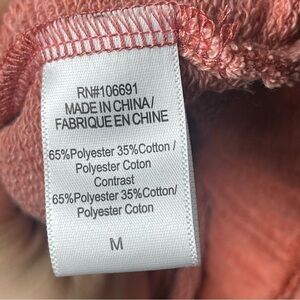 RN#106691
MADE IN CHINA/
FABRIQUE EN CHINE
65%Polyester 35%Cotton /
Polyester Coton
Contrast
65%Polyester 35%Cotton/
Polyester Coton
M